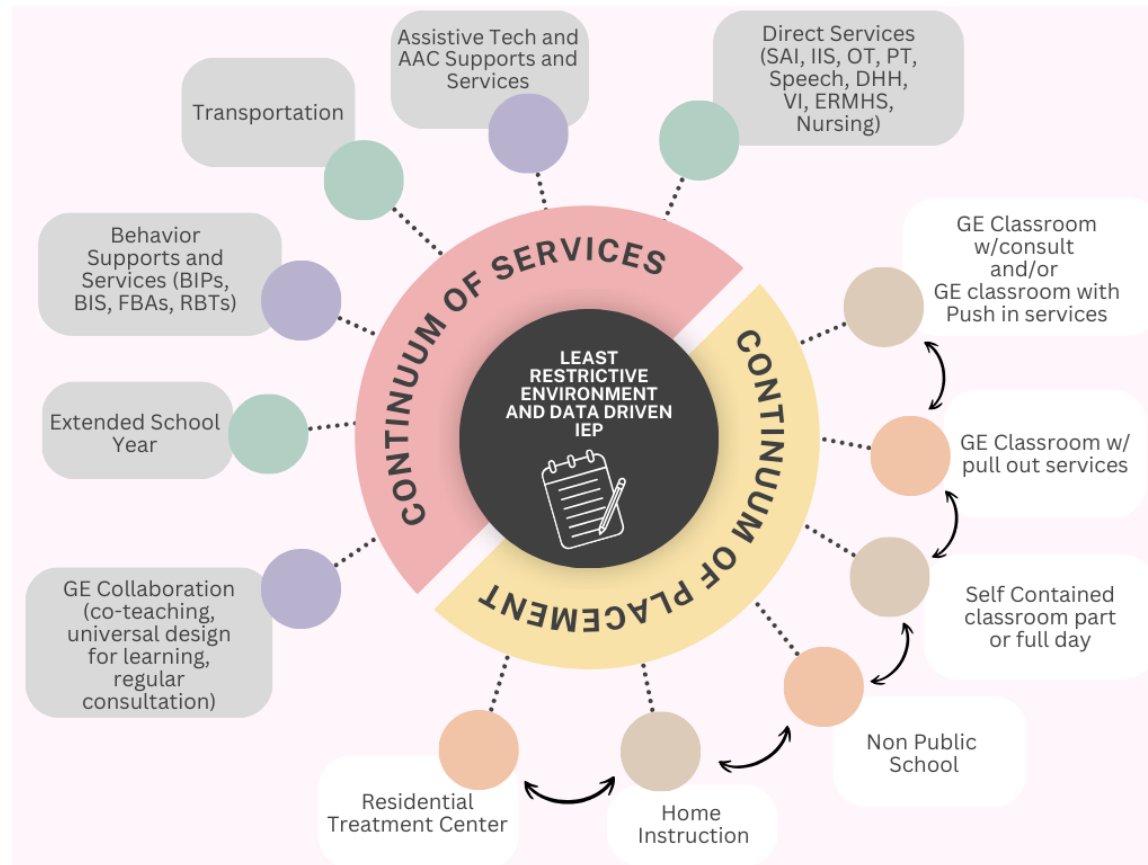 Assistive Tech and
AAC Supports and
Services
Direct Services
(SAI, IIS, OT, PT,
Speech, DHH,
VI, ERMHS,
Nursing)
Transportation
Behavior
Supports and
Services (BIPs,
BIS, FBAs, RBTs)
Extended School
Year
GE Collaboration
(co-teaching,
universal design
for learning,
regular
consultation)
CONTINUUM OF SERVICES
LEAST
RESTRICTIVE
ENVIRONMENT
AND DATA DRIVEN
IEP
CONTINUUM OF PLACEMENT
GE Classroom
w/consult
and/or
GE classroom with
Push in services
GE Classroom w/
pull out services
Self Contained
classroom part
or full day
Non Public
School
Home
Instruction
Residential
Treatment Center